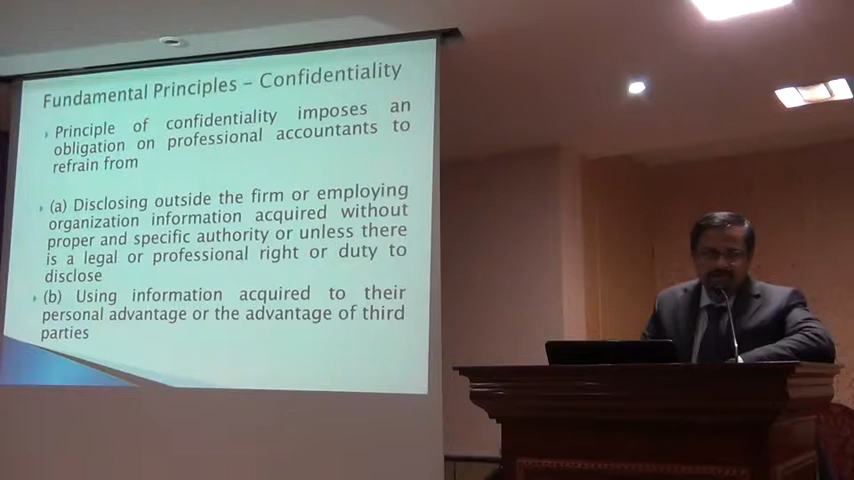 Fundamental Principles – Confidentiality
Principle of confidentiality imposes an
obligation on professional accountants to
refrain from
(a) Disclosing outside the firm or employing
organization information acquired without
proper and specific authority or unless there
is a legal or professional right or duty to
disclose
(b) Using information acquired to their
personal advantage or the advantage of third
parties